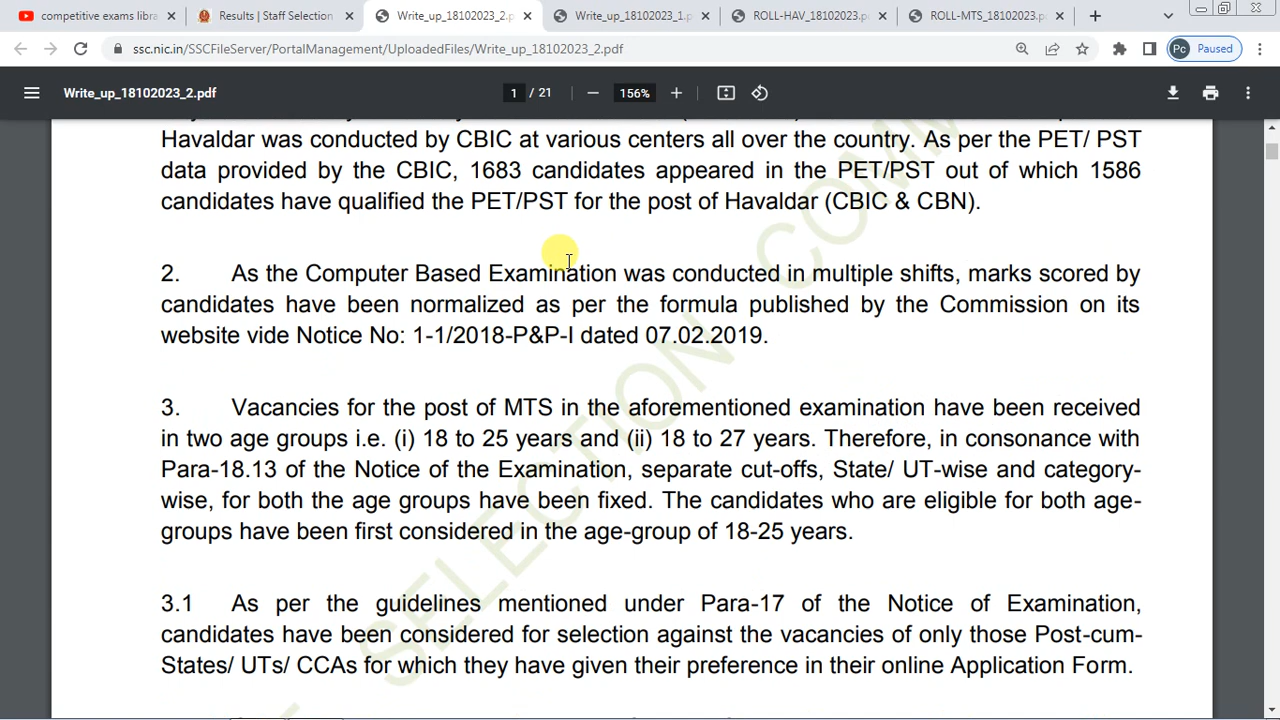 competitive exams libra
Results | Staff Selection
Write_up_18102023_2.p
Write_up_18102023_1.p
ROLL-HAV_18102023.p
ROLL-MTS_18102023.p
ssc.nic.in/SSCFileServer/PortalManagement/UploadedFiles/Write_up_18102023_2.pdf
Pc Paused
Write_up_18102023_2.pdf
1 / 21
156%
Havaldar was conducted by CBIC at various centers all over the country. As per the PET/ PST
data provided by the CBIC, 1683 candidates appeared in the PET/PST out of which 1586
candidates have qualified the PET/PST for the post of Havaldar (CBIC & CBN).
2. As the Computer Based Examination was conducted in multiple shifts, marks scored by
candidates have been normalized as per the formula published by the Commission on its
website vide Notice No: 1-1/2018-P&P-I dated 07.02.2019.
3. Vacancies for the post of MTS in the aforementioned examination have been received
in two age groups i.e. (i) 18 to 25 years and (ii) 18 to 27 years. Therefore, in consonance with
Para-18.13 of the Notice of the Examination, separate cut-offs, State/ UT-wise and category-
wise, for both the age groups have been fixed. The candidates who are eligible for both age-
groups have been first considered in the age-group of 18-25 years.
3.1 As per the guidelines mentioned under Para-17 of the Notice of Examination,
candidates have been considered for selection against the vacancies of only those Post-cum-
States/ UTs/ CCAs for which they have given their preference in their online Application Form.
SELECTION